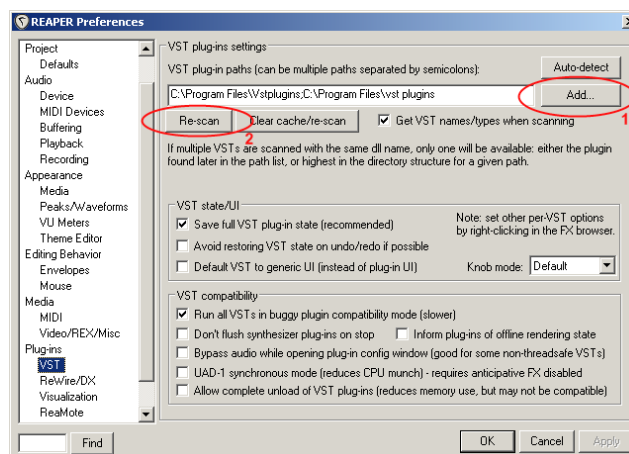 REAPER Preferences
Project
Defaults
Audio
Device
MIDI Devices
Buffering
Playback
Recording
Appearance
Media
Peaks/Waveforms
VU Meters
Theme Editor
Editing Behavior
Envelopes
Mouse
Media
MIDI
Video/REX/Misc
Plug-ins
VST
ReWire/DX
Visualization
ReaMote
Find
VST plug-ins settings
VST plug-in paths (can be multiple paths separated by semicolons):
Auto-detect
C:\Program Files\Vstplugins;C:\Program Files\vst plugins
Add...
1
Re-scan
2
Clear cache/re-scan
Get VST names/types when scanning
If multiple VSTs are scanned with the same dll name, only one will be available: either the plugin
found later in the path list, or highest in the directory structure for a given path.
VST state/UI
Save full VST plug-in state (recommended)
Note: set other per-VST options
by right-clicking in the FX browser.
Avoid restoring VST state on undo/redo if possible
Default VST to generic UI (instead of plug-in UI)
Knob mode: Default
VST compatibility
Run all VSTs in buggy plugin compatibility mode (slower)
Don't flush synthesizer plug-ins on stop
Inform plug-ins of offline rendering state
Bypass audio while opening plug-in config window (good for some non-threadsafe VSTs)
UAD-1 synchronous mode (reduces CPU munch) - requires anticipative FX disabled
Allow complete unload of VST plug-ins (reduces memory use, but may not be compatible)
OK
Cancel
Apply